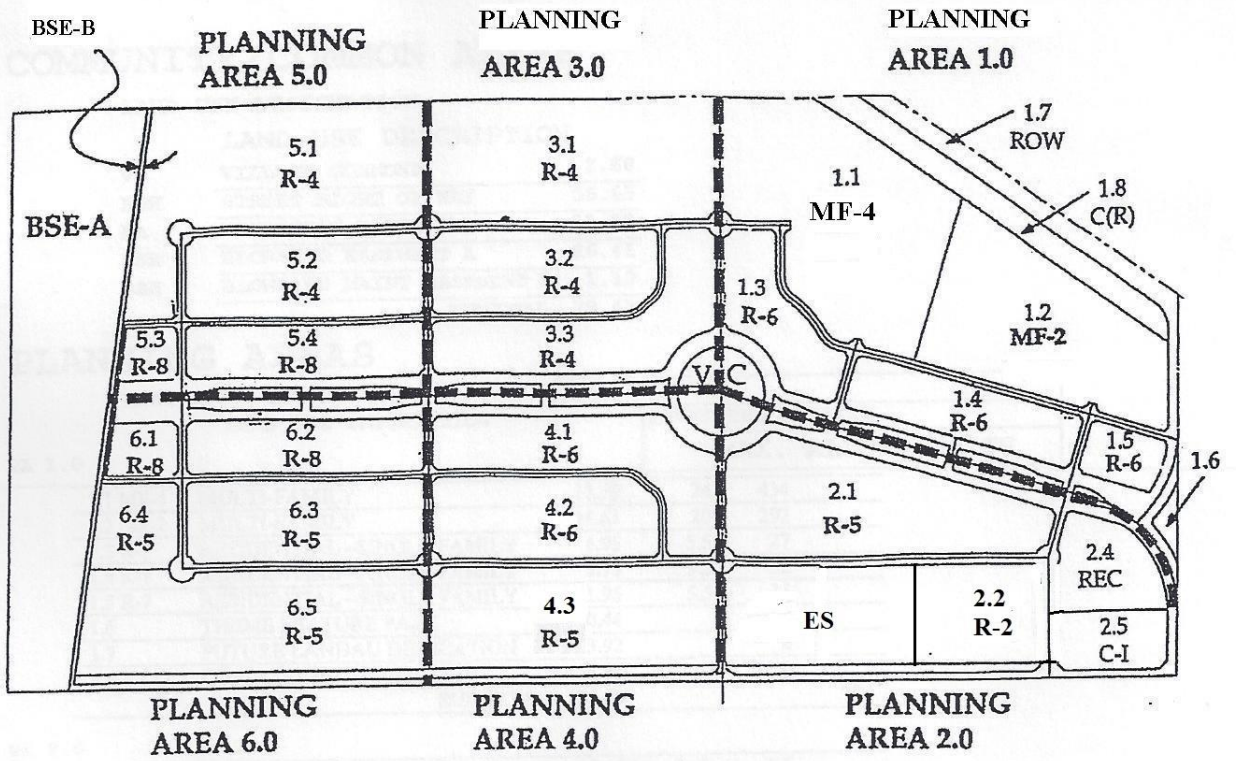 BSE-B
PLANNING
AREA 5.0
PLANNING
AREA 3.0
PLANNING
AREA 1.0
1.7
ROW
1.8
C(R)
5.1
R-4
3.1
R-4
1.1
MF-4
BSE-A
5.2
R-4
3.2
R-4
1.3
R-6
1.2
MF-2
5.3
R-8
5.4
R-8
3.3
R-4
V C
1.4
R-6
1.5
R-6
1.6
6.1
R-8
6.2
R-8
4.1
R-6
6.4
R-5
6.3
R-5
4.2
R-6
2.1
R-5
2.4
REC
6.5
R-5
4.3
R-5
ES
2.2
R-2
2.5
C-I
PLANNING
AREA 6.0
PLANNING
AREA 4.0
PLANNING
AREA 2.0